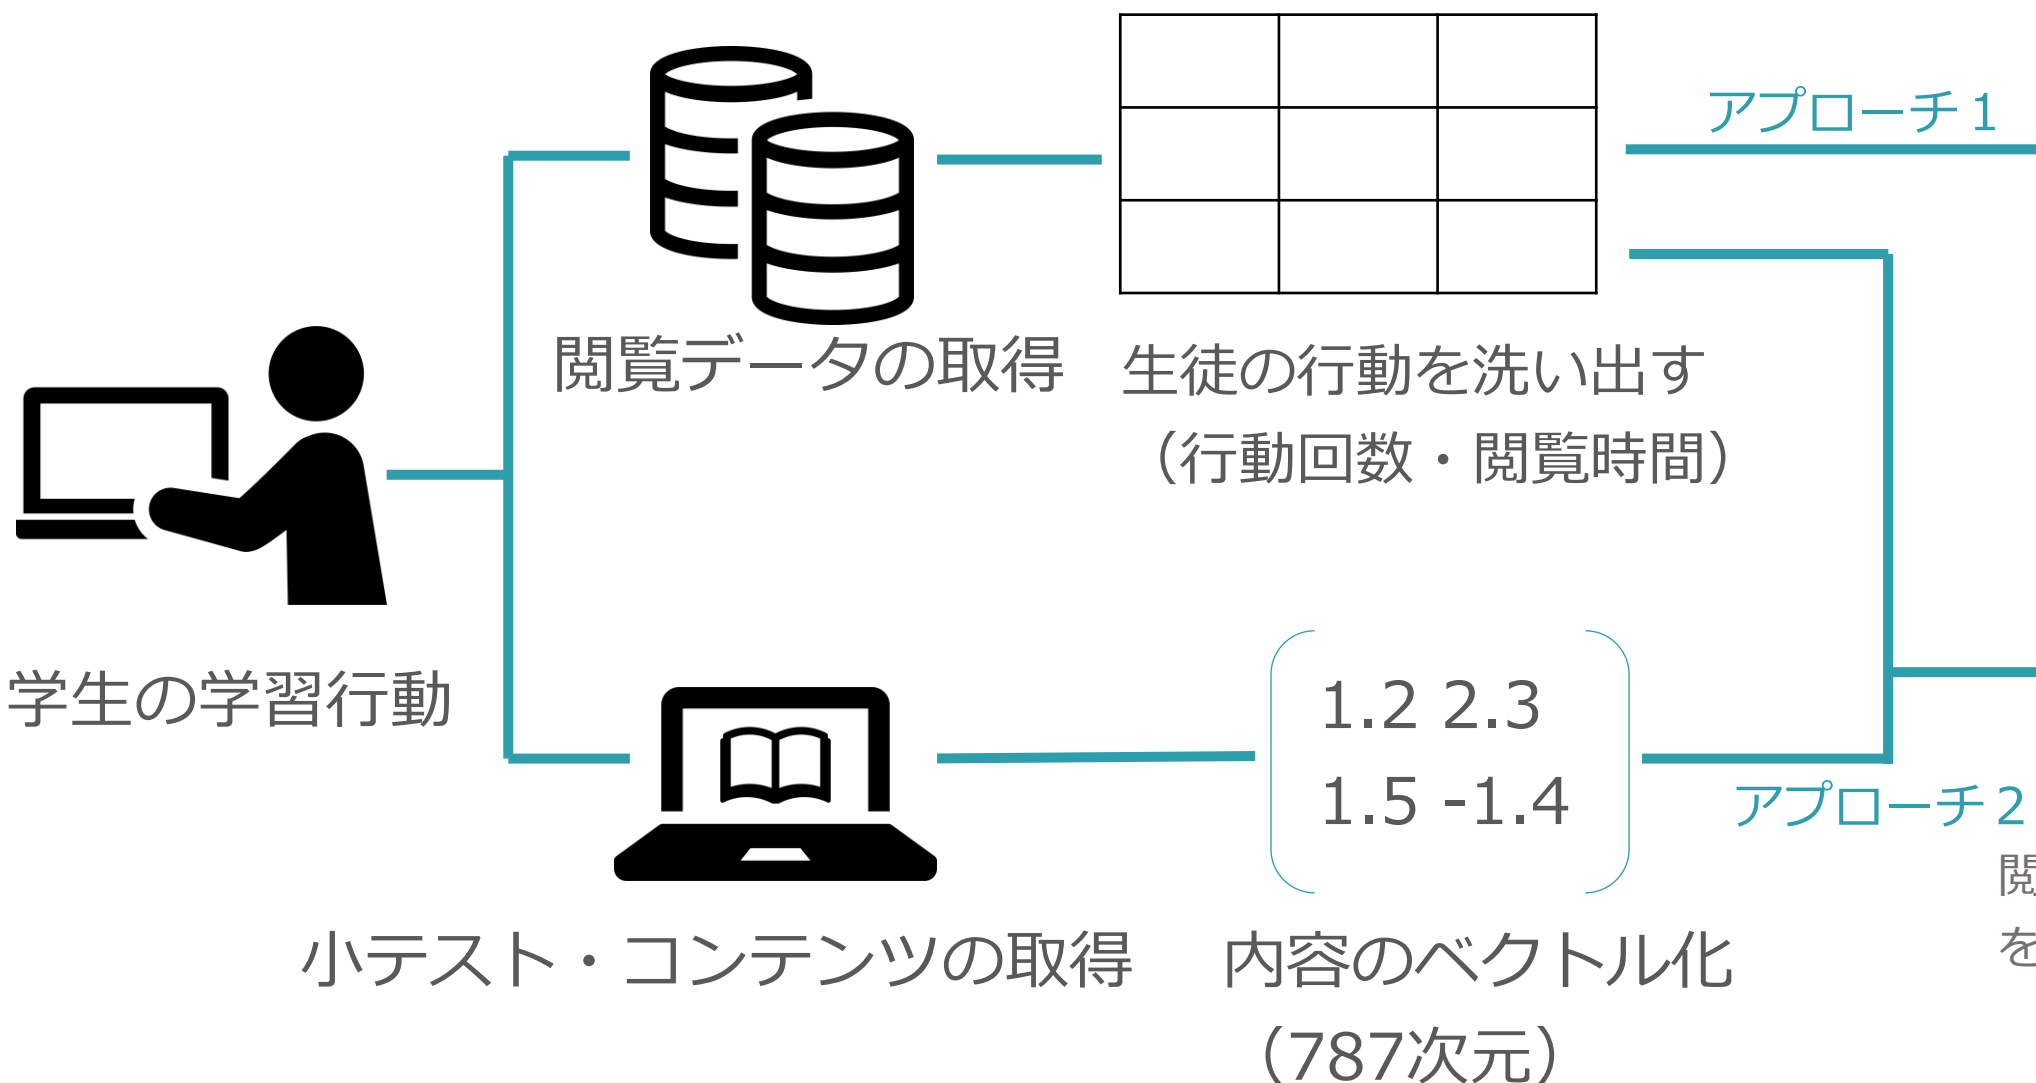 アプローチ1
閲覧データの取得
生徒の行動を洗い出す
（行動回数・閲覧時間）
学生の学習行動
1.2 2.3
1.5 -1.4
アプローチ2
閲
を
小テスト・コンテンツの取得
内容のベクトル化
（787次元）